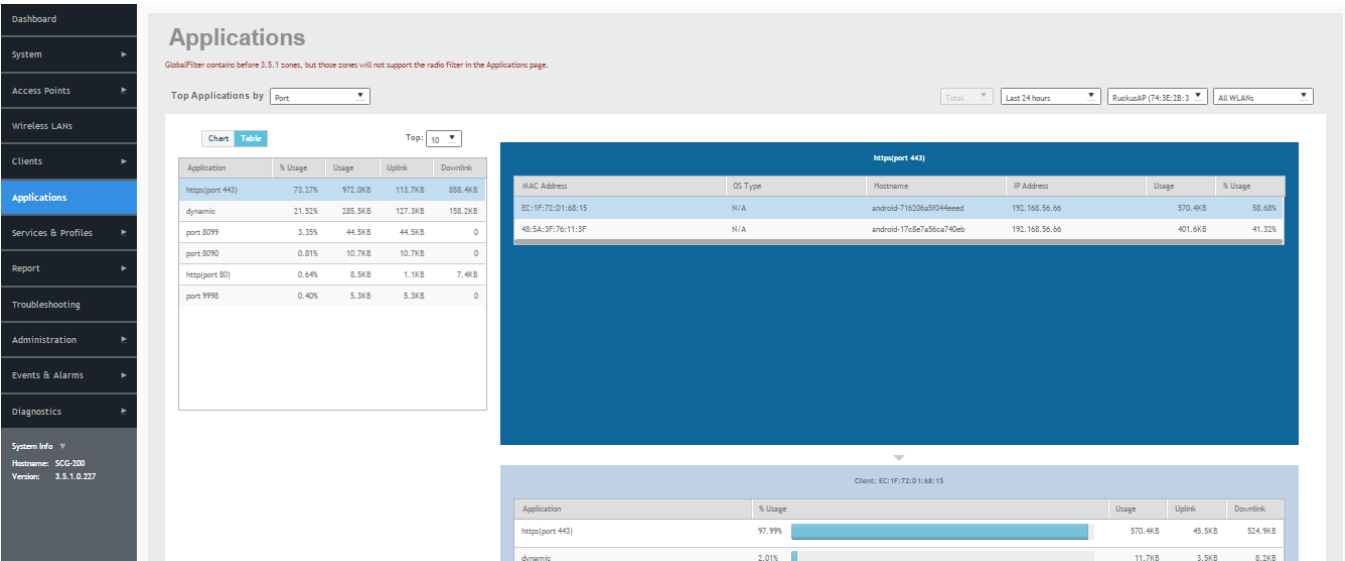 Dashboard
System
Access Points
Wireless LANs
Clients
Applications
Services & Profiles
Report
Troubleshooting
Administration
Events & Alarms
Diagnostics
System Info
Hostname: SCG-200
Version: 3.5.1.0.227
Applications
GlobalFilter contains before 3.5.1 zones, but those zones will not support the radio filter in the Applications page.
Top Applications by Port
Total Last 24 hours RuckusAP (74:3E:2B:3 All WLANs
Chart Table Top: 10
Application % Usage Usage Uplink Downlink
https(port 443) 73.27% 972.0KB 113.7KB 858.4KB
dynamic 21.52% 285.5KB 127.3KB 158.2KB
port 8099 3.35% 44.5KB 44.5KB 0
port 8090 0.81% 10.7KB 10.7KB 0
http(port 80) 0.64% 8.5KB 1.1KB 7.4KB
port 9998 0.40% 5.3KB 5.3KB 0
https(port 443)
MAC Address OS Type Hostname IP Address Usage % Usage
EC:1F:72:D1:68:15 N/A android-716206a5f044eeed 192.168.56.66 570.4KB 58.68%
48:5A:3F:76:11:3F N/A android-17c8e7a56ca740eb 192.168.56.66 401.6KB 41.32%
Client: EC:1F:72:D1:68:15
Application % Usage Usage Uplink Downlink
https(port 443) 97.99% 570.4KB 45.5KB 524.9KB
dynamic 2.01% 11.7KB 3.5KB 8.2KB